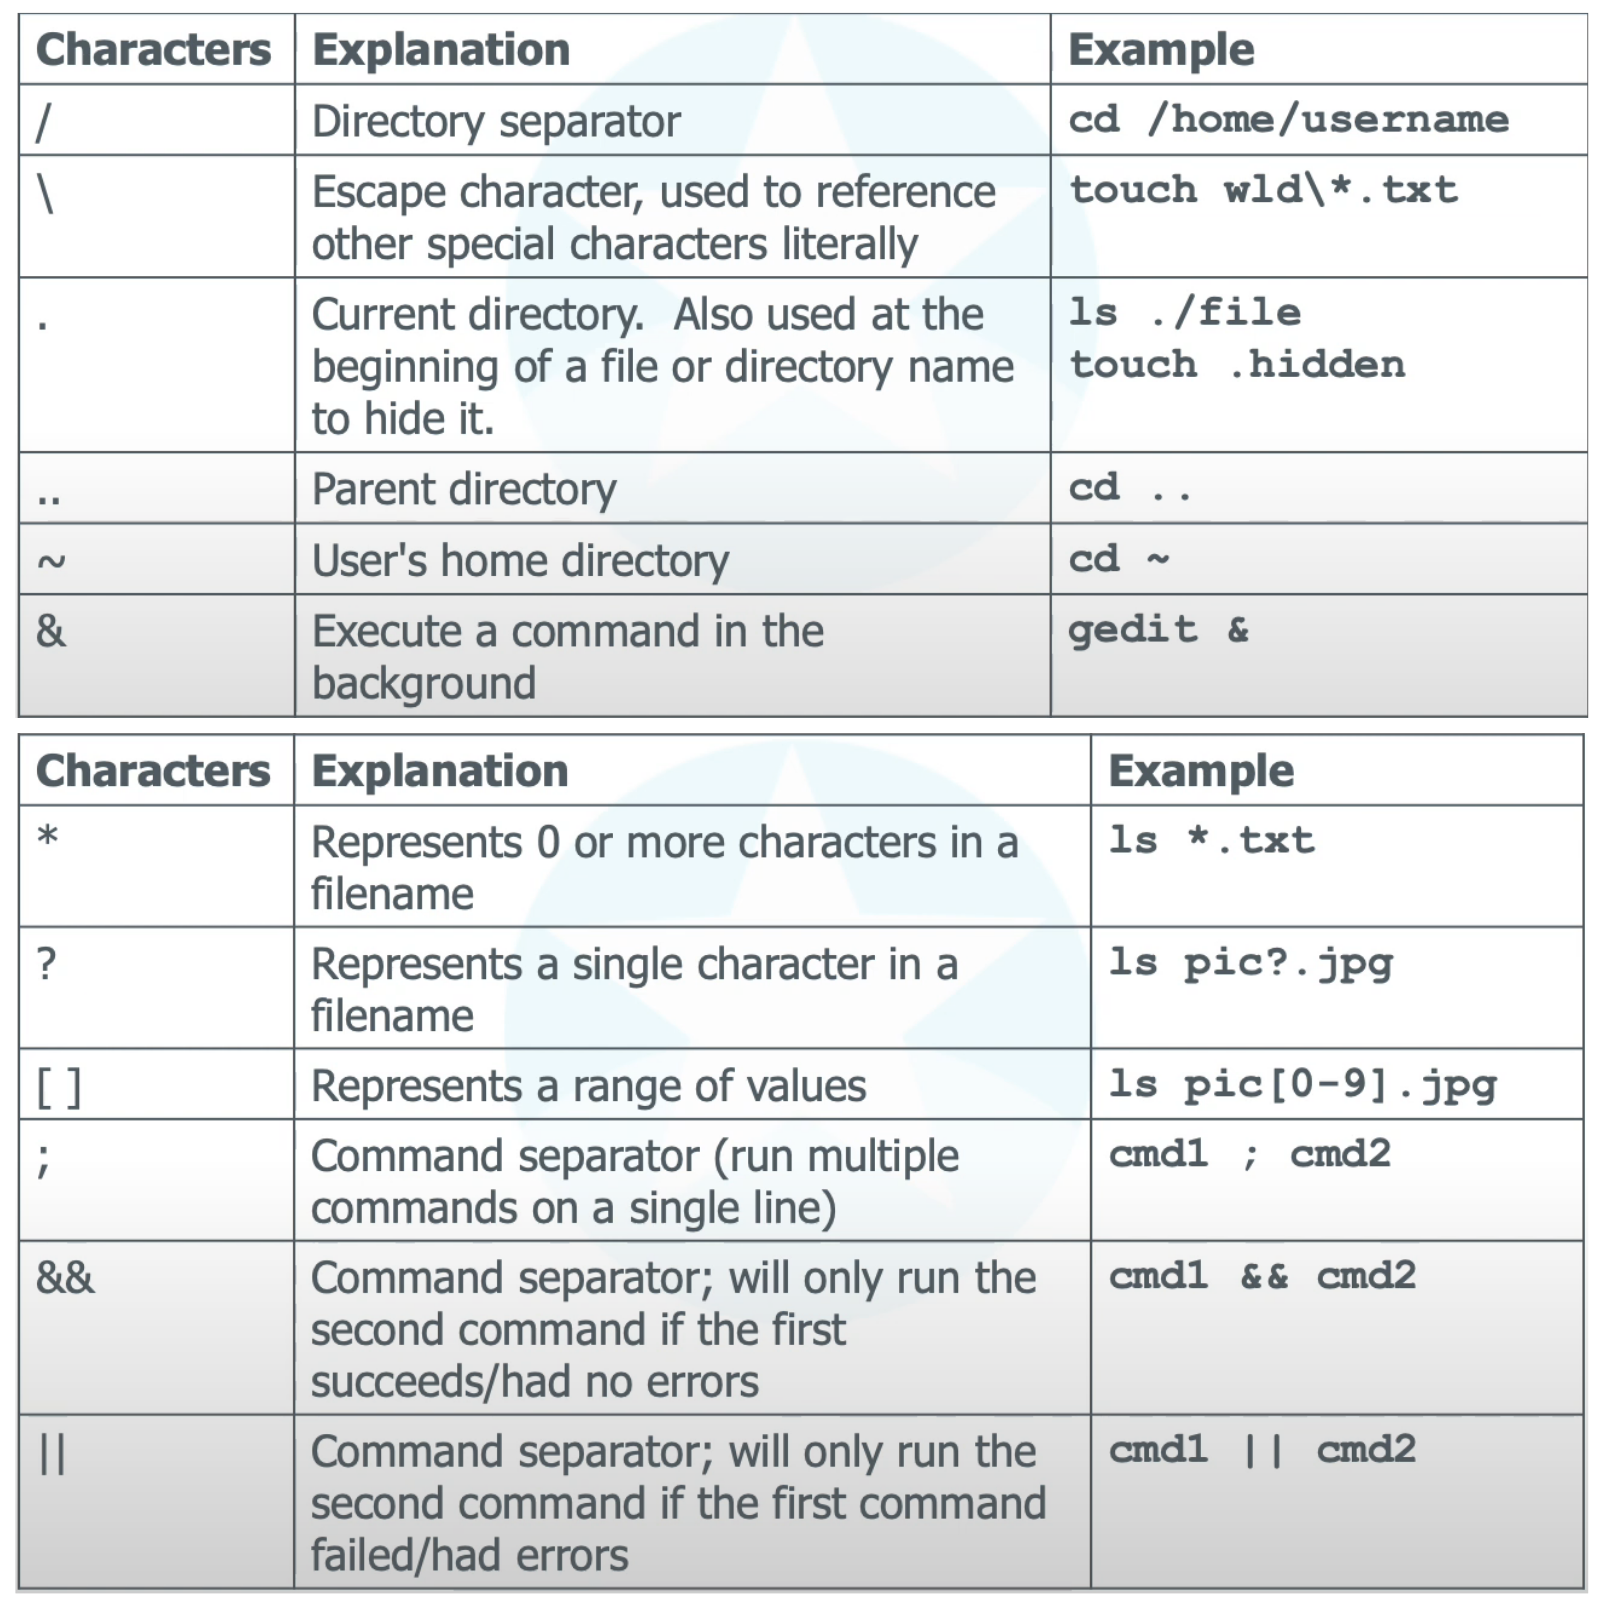 Characters Explanation Example
/ Directory separator cd /home/username
\ Escape character, used to reference touch wld\*.txt
other special characters literally
. Current directory.  Also used at the ls ./file
beginning of a file or directory name touch .hidden
to hide it.
.. Parent directory cd ..
~ User's home directory cd ~
& Execute a command in the gedit &
background
Characters Explanation Example
* Represents 0 or more characters in a ls *.txt
filename
? Represents a single character in a ls pic?.jpg
filename
[ ] Represents a range of values ls pic[0-9].jpg
; Command separator (run multiple cmd1 ; cmd2
commands on a single line)
&& Command separator; will only run the cmd1 && cmd2
second command if the first
succeeds/had no errors
|| Command separator; will only run the cmd1 || cmd2
second command if the first command
failed/had errors